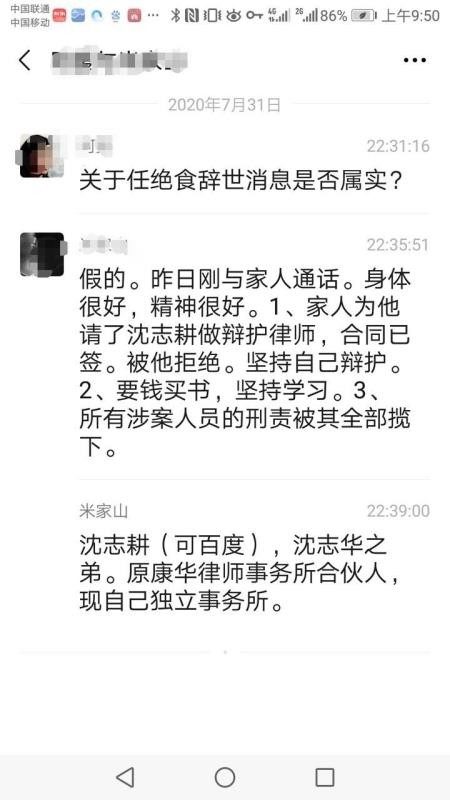 中国联通
中国移动
4G
2G
86%
上午9:50
2020年7月31日
22:31:16
关于任绝食辞世消息是否属实？
22:35:51
假的。昨日刚与家人通话。身体
很好，精神很好。1、家人为他
请了沈志耕做辩护律师，合同已
签。被他拒绝。坚持自己辩护。
2、要钱买书，坚持学习。3、
所有涉案人员的刑责被其全部揽
下。
米家山
22:39:00
沈志耕（可百度），沈志华之
弟。原康华律师事务所合伙人，
现自己独立事务所。